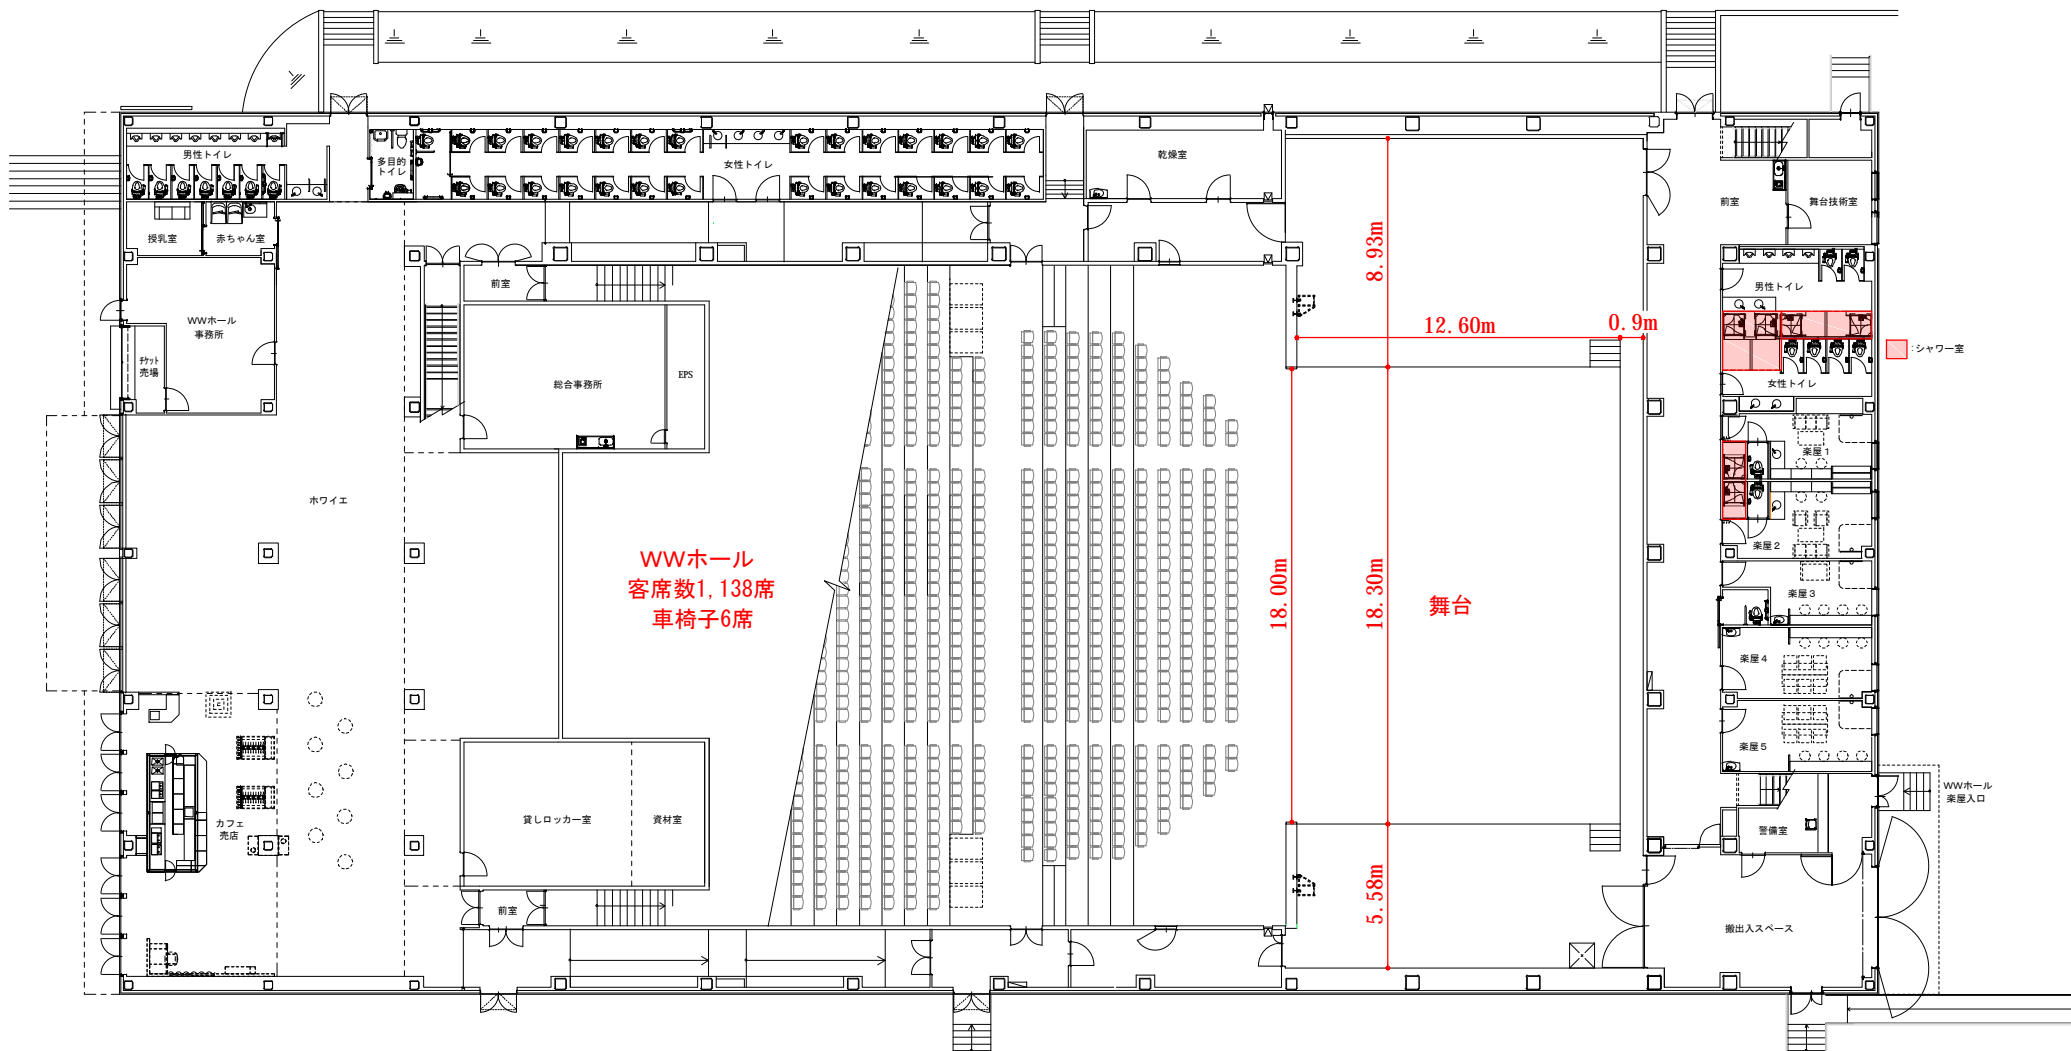 男性トイレ
多目的
トイレ
女性トイレ
乾燥室
授乳室
赤ちゃん室
前室
舞台技術室
8.93m
男性トイレ
WWホール
事務所
チケット
売場
前室
12.60m
0.9m
:シャワー室
総合事務所
EPS
女性トイレ
楽屋1
ホワイエ
WWホール
客席数1,138席
車椅子6席
18.00m
18.30m
舞台
楽屋2
楽屋3
楽屋4
楽屋5
カフェ
売店
貸しロッカー室
資材室
WWホール
楽屋入口
警備室
5.58m
前室
搬出入スペース